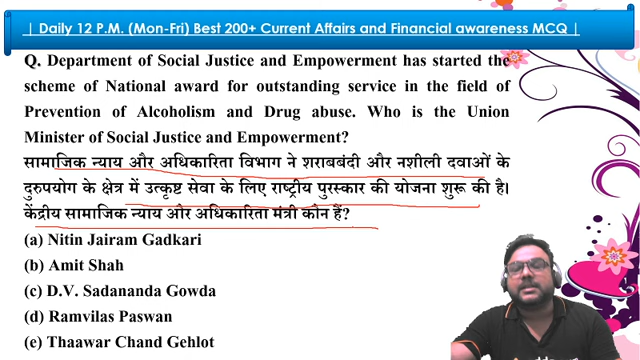 | Daily 12 P.M. (Mon-Fri) Best 200+ Current Affairs and Financial awareness MCQ |
Q. Department of Social Justice and Empowerment has started the
scheme of National award for outstanding service in the field of
Prevention of Alcoholism and Drug abuse. Who is the Union
Minister of Social Justice and Empowerment?
सामाजिक न्याय और अधिकारिता विभाग ने शराबबंदी और नशीली दवाओं के
दुरुपयोग के क्षेत्र में उत्कृष्ट सेवा के लिए राष्ट्रीय पुरस्कार की योजना शुरू की है।
केंद्रीय सामाजिक न्याय और अधिकारिता मंत्री कौन हैं?
(a) Nitin Jairam Gadkari
(b) Amit Shah
(c) D.V. Sadananda Gowda
(d) Ramvilas Paswan
(e) Thaawar Chand Gehlot